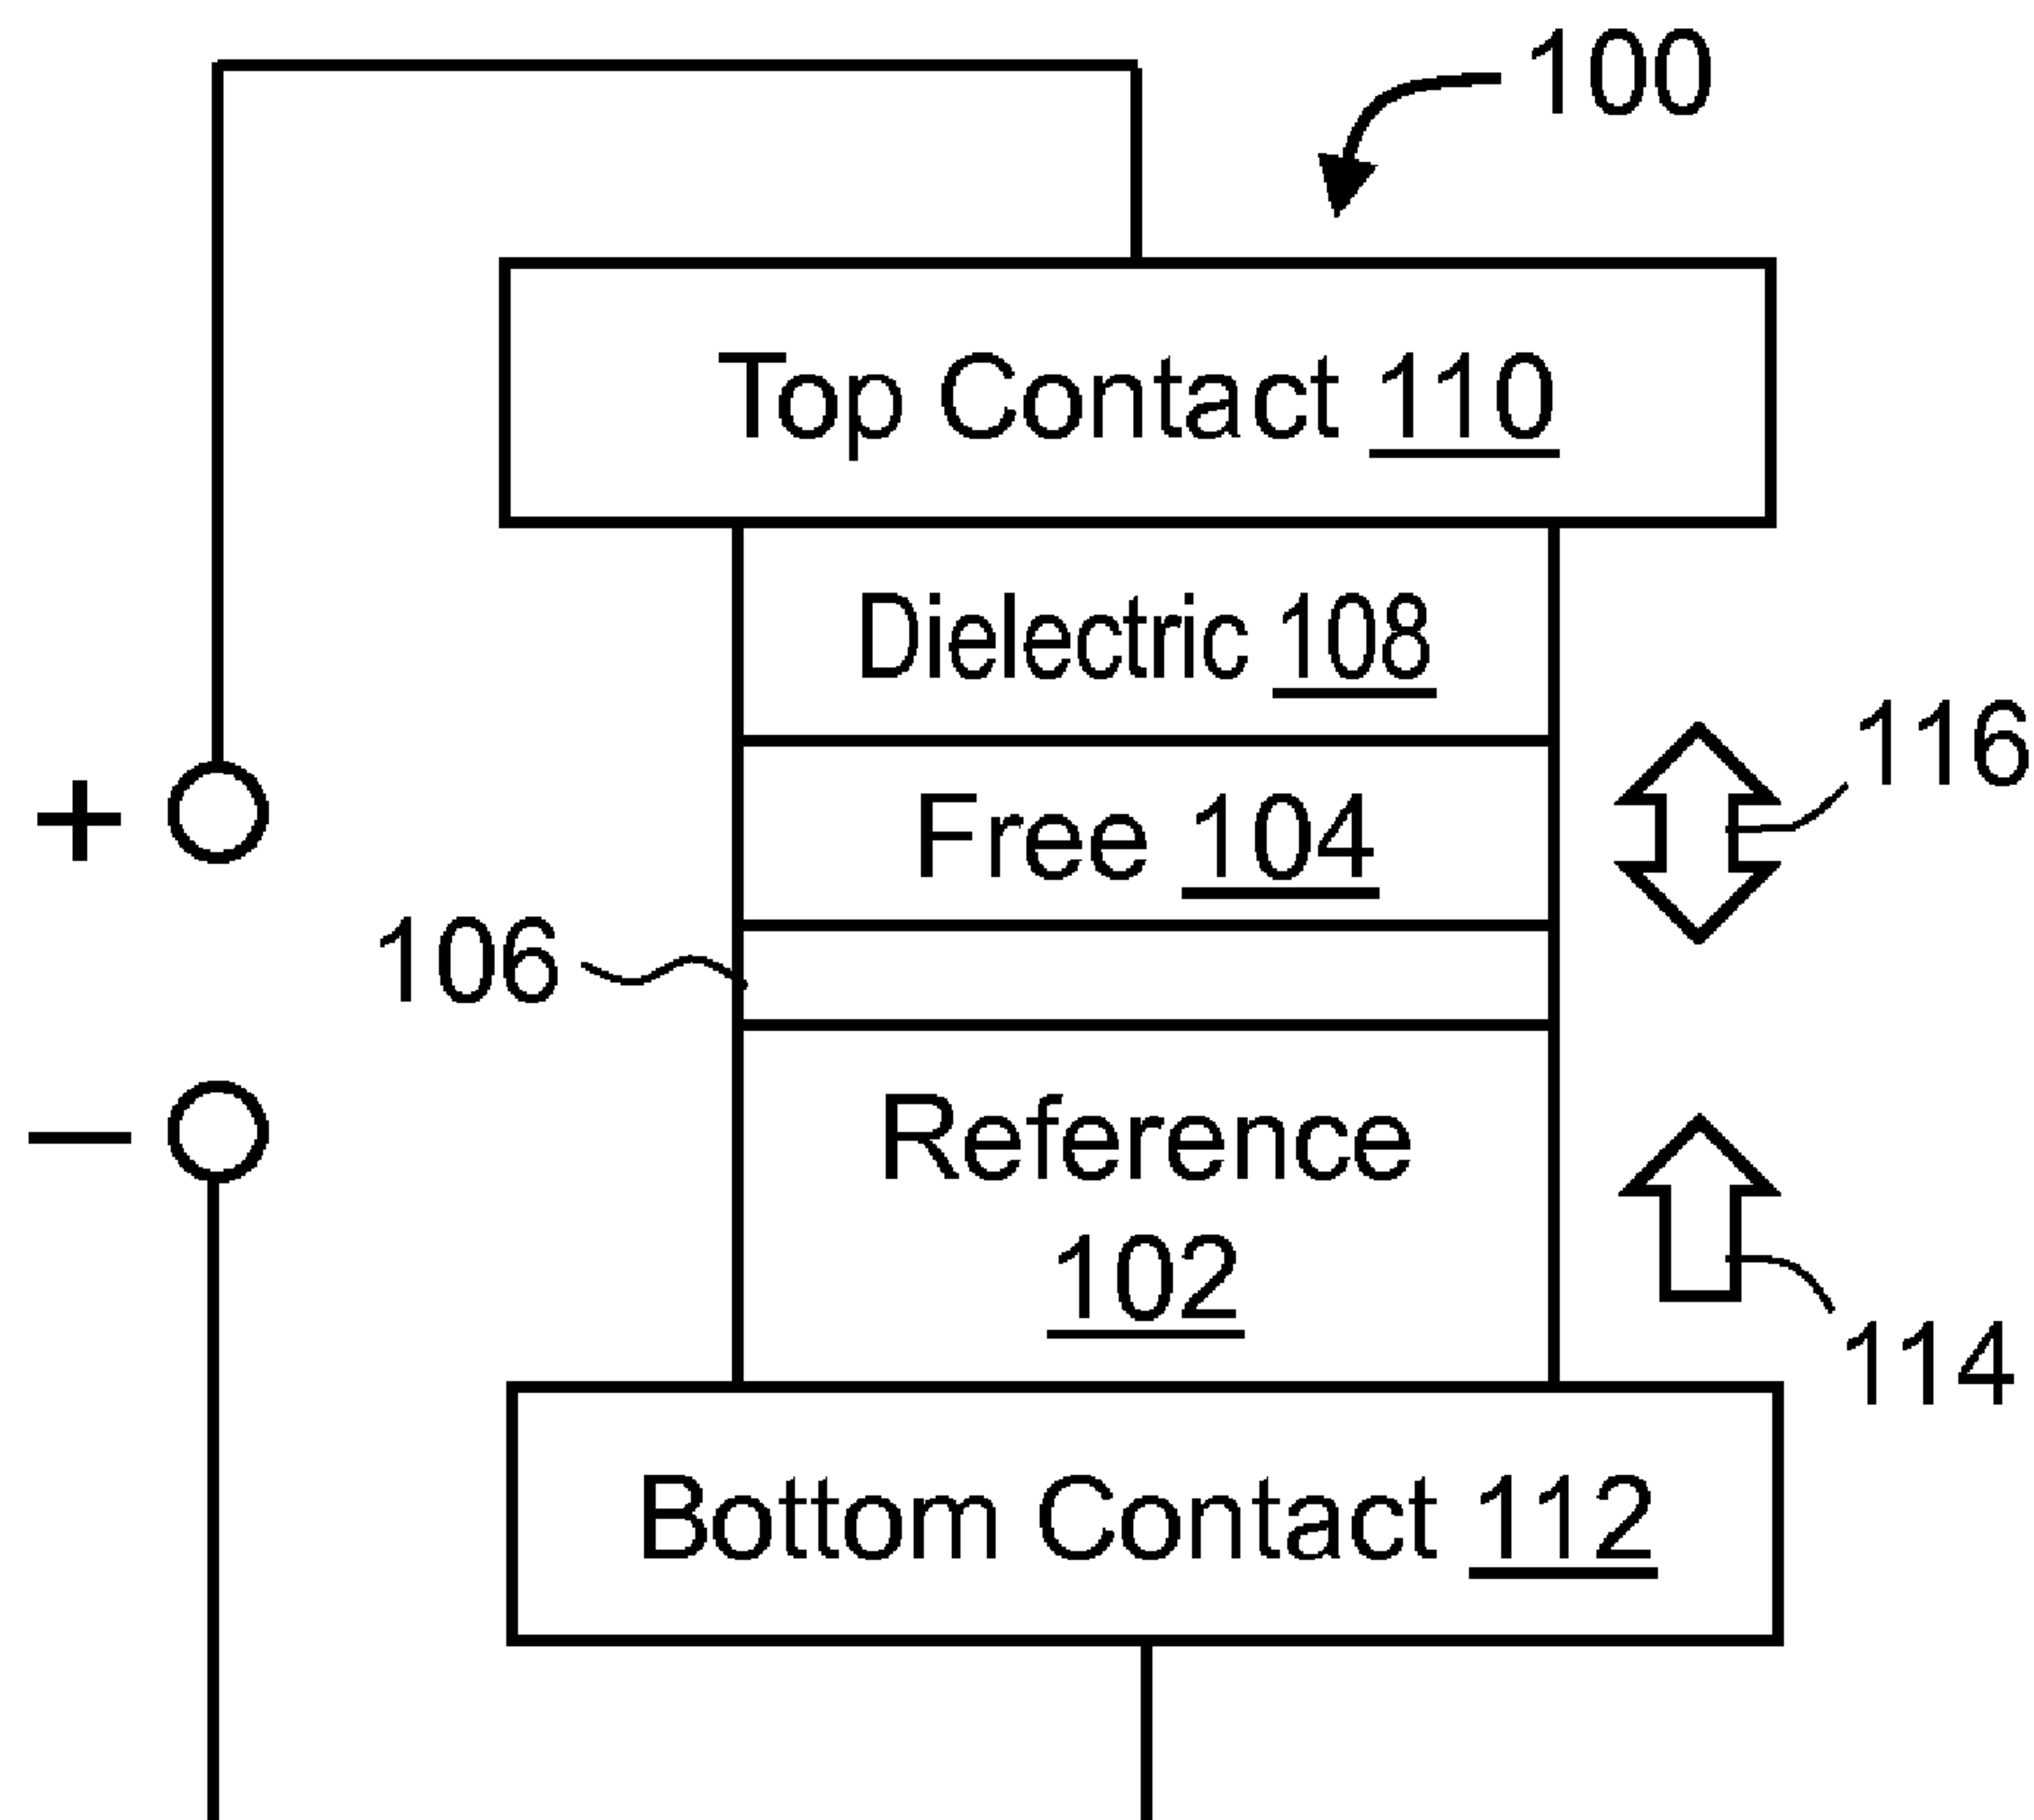 100
Top Contact 110
Dielectric 108
116
+
Free 104
106
–
Reference
102
114
Bottom Contact 112